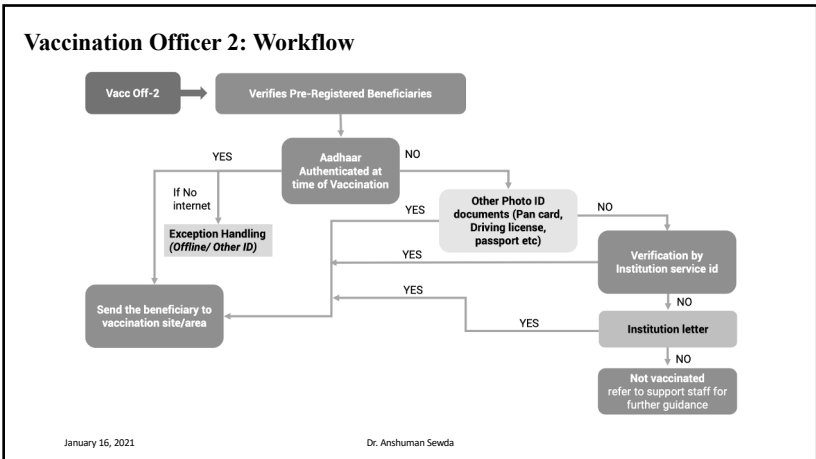 Vaccination Officer 2: Workflow
Vacc Off-2
Verifies Pre-Registered Beneficiaries
YES
Aadhaar
Authenticated at
time of Vaccination
NO
If No
internet
Exception Handling
(Offline/ Other ID)
YES
Other Photo ID
documents (Pan card,
Driving license,
passport etc)
NO
YES
Verification by
Institution service id
Send the beneficiary to
vaccination site/area
YES
NO
YES
Institution letter
NO
Not vaccinated
refer to support staff for
further guidance
January 16, 2021
Dr. Anshuman Sewda